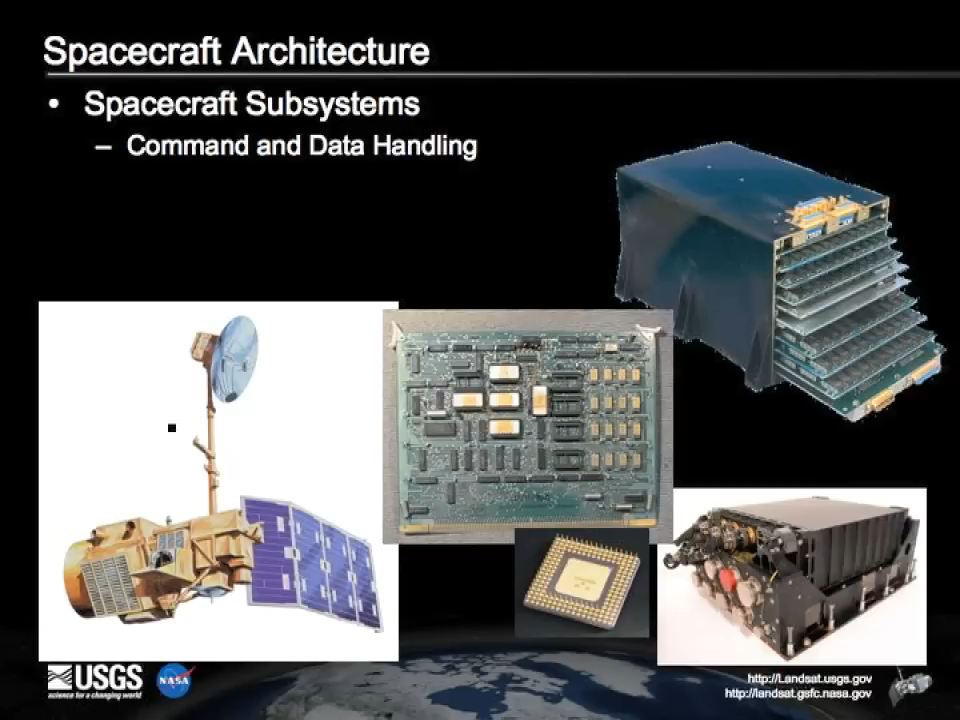 Spacecraft Architecture
• Spacecraft Subsystems
– Command and Data Handling
USGS
science for a changing world
NASA
http://Landsat.usgs.gov
http://landsat.gsfc.nasa.gov